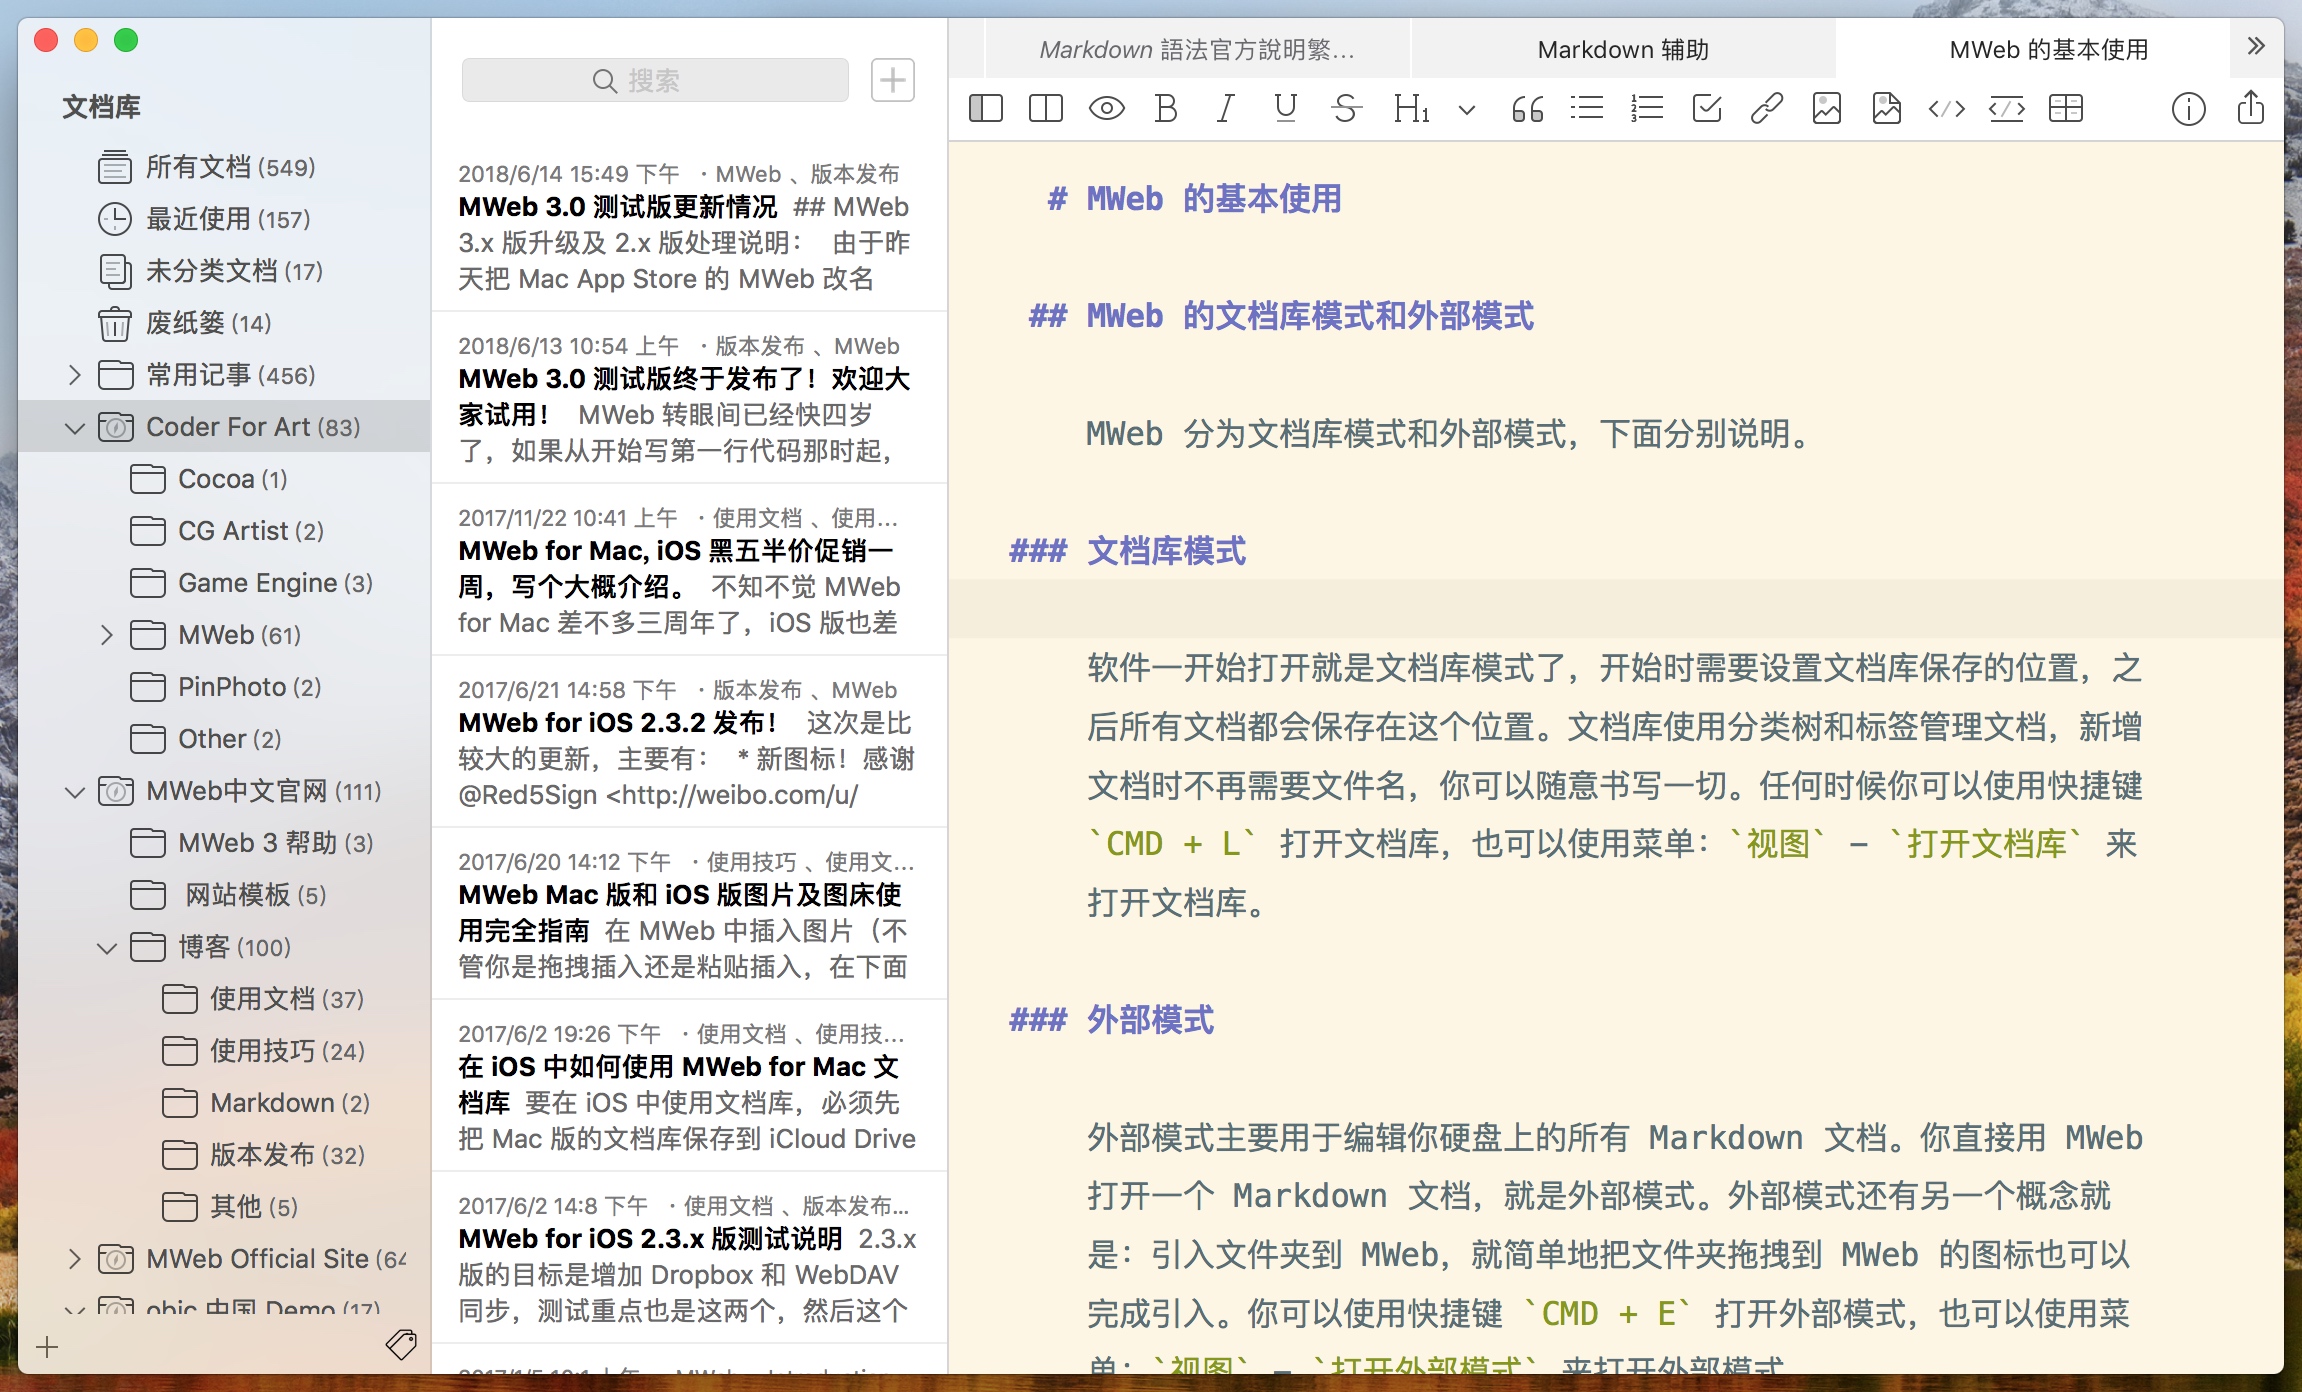 文档库
所有文档 (549)
最近使用 (157)
未分类文档 (17)
废纸篓 (14)
常用记事 (456)
Coder For Art (83)
Cocoa (1)
CG Artist (2)
Game Engine (3)
MWeb (61)
PinPhoto (2)
Other (2)
MWeb中文官网 (111)
MWeb 3 帮助 (3)
网站模板 (5)
博客 (100)
使用文档 (37)
使用技巧 (24)
Markdown (2)
版本发布 (32)
其他 (5)
MWeb Official Site (64
中国 Demo (17)
搜索
2018/6/14 15:49 下午 · MWeb 、版本发布
MWeb 3.0 测试版更新情况 ## MWeb
3.x 版升级及 2.x 版处理说明： 由于昨
天把 Mac App Store 的 MWeb 改名
2018/6/13 10:54 上午 · 版本发布 、MWeb
MWeb 3.0 测试版终于发布了！欢迎大
家试用！ MWeb 转眼间已经快四岁
了，如果从开始写第一行代码那时起，
2017/11/22 10:41 上午 · 使用文档 、使用...
MWeb for Mac, iOS 黑五半价促销一
周，写个大概介绍。 不知不觉 MWeb
for Mac 差不多三周年了，iOS 版也差
2017/6/21 14:58 下午 · 版本发布 、MWeb
MWeb for iOS 2.3.2 发布！ 这次是比
较大的更新，主要有： * 新图标！感谢
@Red5Sign <http://weibo.com/u/
2017/6/20 14:12 下午 · 使用技巧 、使用文...
MWeb Mac 版和 iOS 版图片及图床使
用完全指南 在 MWeb 中插入图片（不
管你是拖拽插入还是粘贴插入，在下面
2017/6/2 19:26 下午 · 使用文档 、使用技...
在 iOS 中如何使用 MWeb for Mac 文
档库 要在 iOS 中使用文档库，必须先
把 Mac 版的文档库保存到 iCloud Drive
2017/6/2 14:8 下午 · 使用文档 、版本发布...
MWeb for iOS 2.3.x 版测试说明 2.3.x
版的目标是增加 Dropbox 和 WebDAV
同步，测试重点也是这两个，然后这个
Markdown 語法官方說明繁...
Markdown 辅助
MWeb 的基本使用
# MWeb 的基本使用
## MWeb 的文档库模式和外部模式
MWeb 分为文档库模式和外部模式，下面分别说明。
### 文档库模式
软件一开始打开就是文档库模式了，开始时需要设置文档库保存的位置，之
后所有文档都会保存在这个位置。文档库使用分类树和标签管理文档，新增
文档时不再需要文件名，你可以随意书写一切。任何时候你可以使用快捷键
`CMD + L` 打开文档库，也可以使用菜单：`视图` - `打开文档库` 来
打开文档库。
### 外部模式
外部模式主要用于编辑你硬盘上的所有 Markdown 文档。你直接用 MWeb
打开一个 Markdown 文档，就是外部模式。外部模式还有另一个概念就
是：引入文件夹到 MWeb，就简单地把文件夹拖拽到 MWeb 的图标也可以
完成引入。你可以使用快捷键 `CMD + E` 打开外部模式，也可以使用菜
单：`视图` - `打开外部模式` 来打开外部模式